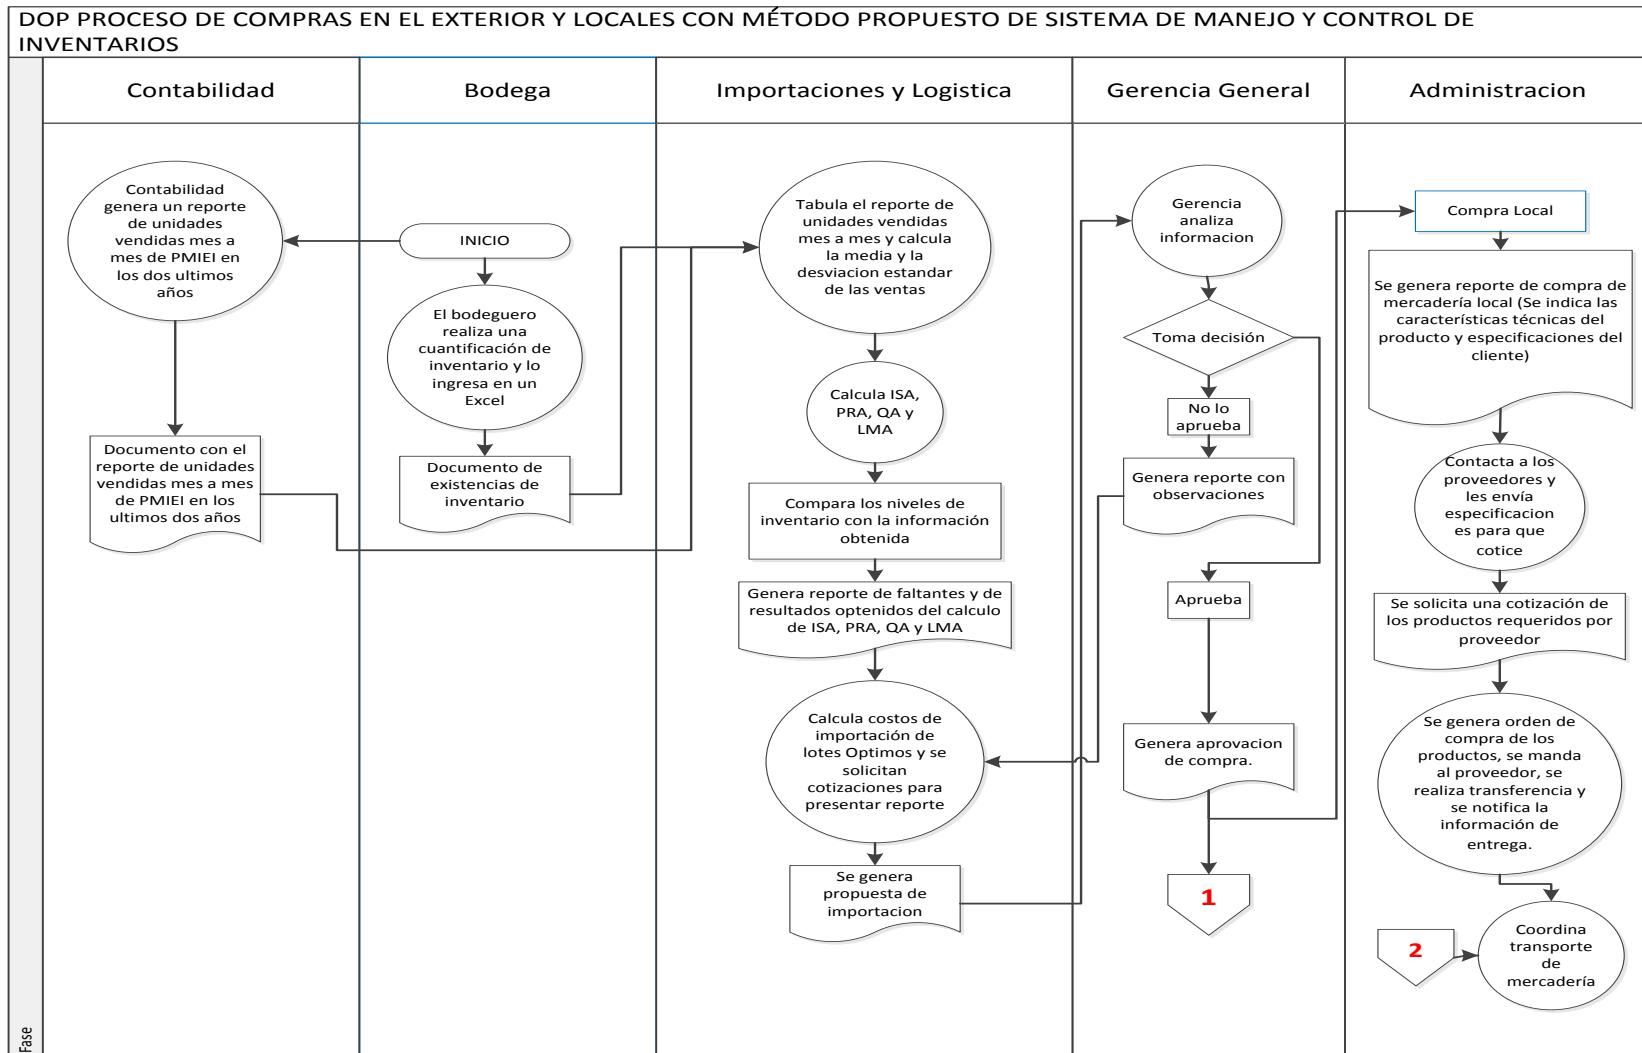 DOP PROCESO DE COMPRAS EN EL EXTERIOR Y LOCALES CON MÉTODO PROPUESTO DE SISTEMA DE MANEJO Y CONTROL DE
INVENTARIOS
Fase
Contabilidad
Bodega
Importaciones y Logistica
Gerencia General
Administracion
Contabilidad
genera un reporte
de unidades
vendidas mes a
mes de PMIEI en
los dos ultimos
años
Documento con el
reporte de unidades
vendidas mes a mes
de PMIEI en los
ultimos dos años
INICIO
El bodeguero
realiza una
cuantificación de
inventario y lo
ingresa en un
Excel
Documento de
existencias de
inventario
Tabula el reporte de
unidades vendidas
mes a mes y calcula
la media y la
desviacion estandar
de las ventas
Calcula ISA,
PRA, QA y
LMA
Compara los niveles de
inventario con la información
obtenida
Genera reporte de faltantes y de
resultados optenidos del calculo
de ISA, PRA, QA y LMA
Calcula costos de
importación de
lotes Optimos y se
solicitan
cotizaciones para
presentar reporte
Se genera
propuesta de
importacion
Gerencia
analiza
informacion
Toma decisión
No lo
aprueba
Genera reporte con
observaciones
Aprueba
Genera aprovacion
de compra.
1
Compra Local
Se genera reporte de compra de
mercadería local (Se indica las
características técnicas del
producto y especificaciones del
cliente)
Contacta a los
proveedores y
les envía
especificacion
es para que
cotice
Se solicita una cotización de
los productos requeridos por
proveedor
Se genera orden de
compra de los
productos, se manda
al proveedor, se
realiza transferencia y
se notifica la
información de
entrega.
2
Coordina
transporte
de
mercadería